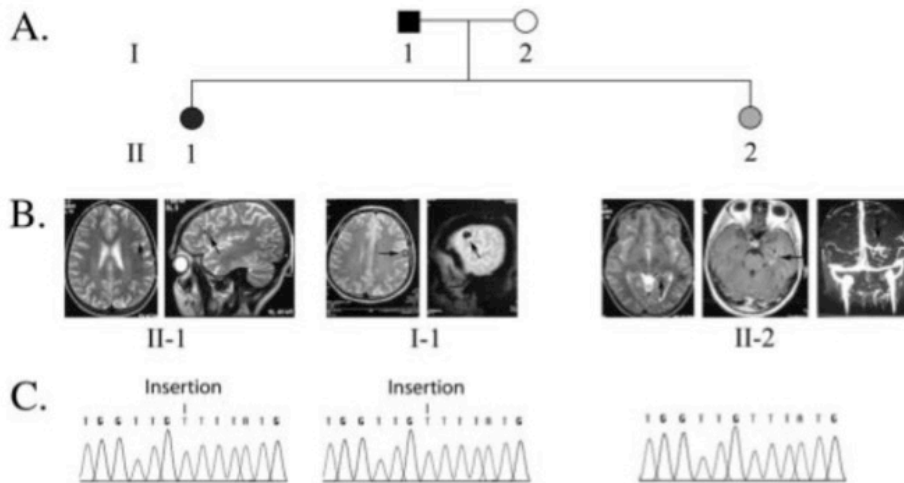 A.
I
1 2
II 1 2
B.
II-1 I-1 II-2
Insertion Insertion
C.
T G G T T G T T T T A T G T G G T T G T T T T A T G T G G T T G T T T A T G